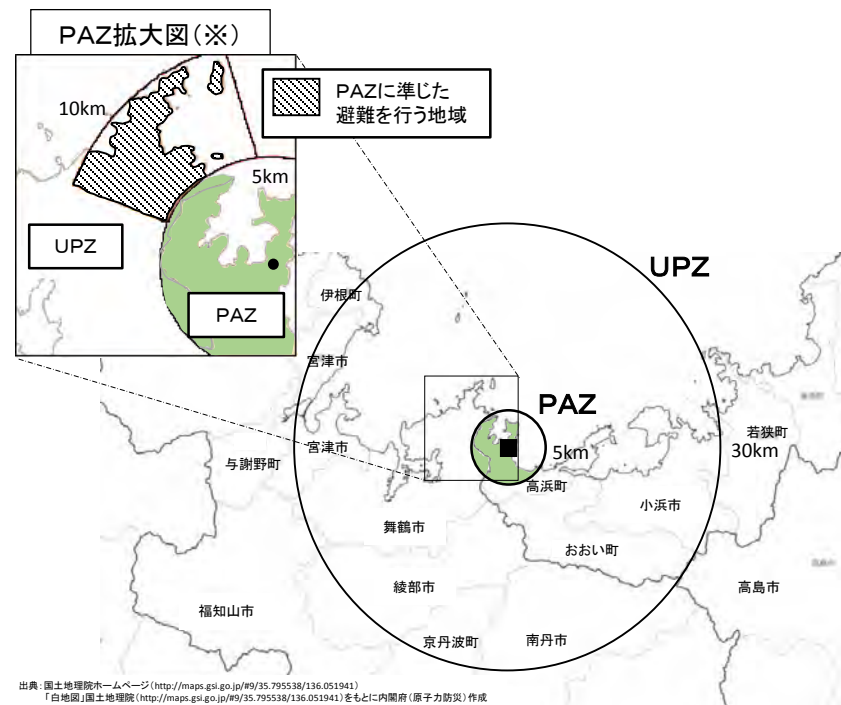 PAZ拡大図(※)
PAZに準じた
避難を行う地域
10km
5km
UPZ
PAZ
UPZ
伊根町
宮津市
PAZ
宮津市
若狭町
5km
30km
与謝野町
高浜町
小浜市
舞鶴市
おおい町
綾部市
高島市
福知山市
京丹波町
南丹市
出典：国土地理院ホームページ(http://maps.gsi.go.jp/#9/35.795538/136.051941)
「白地図」国土地理院(http://maps.gsi.go.jp/#9/35.795538/136.051941)をもとに内閣府(原子力防災)作成